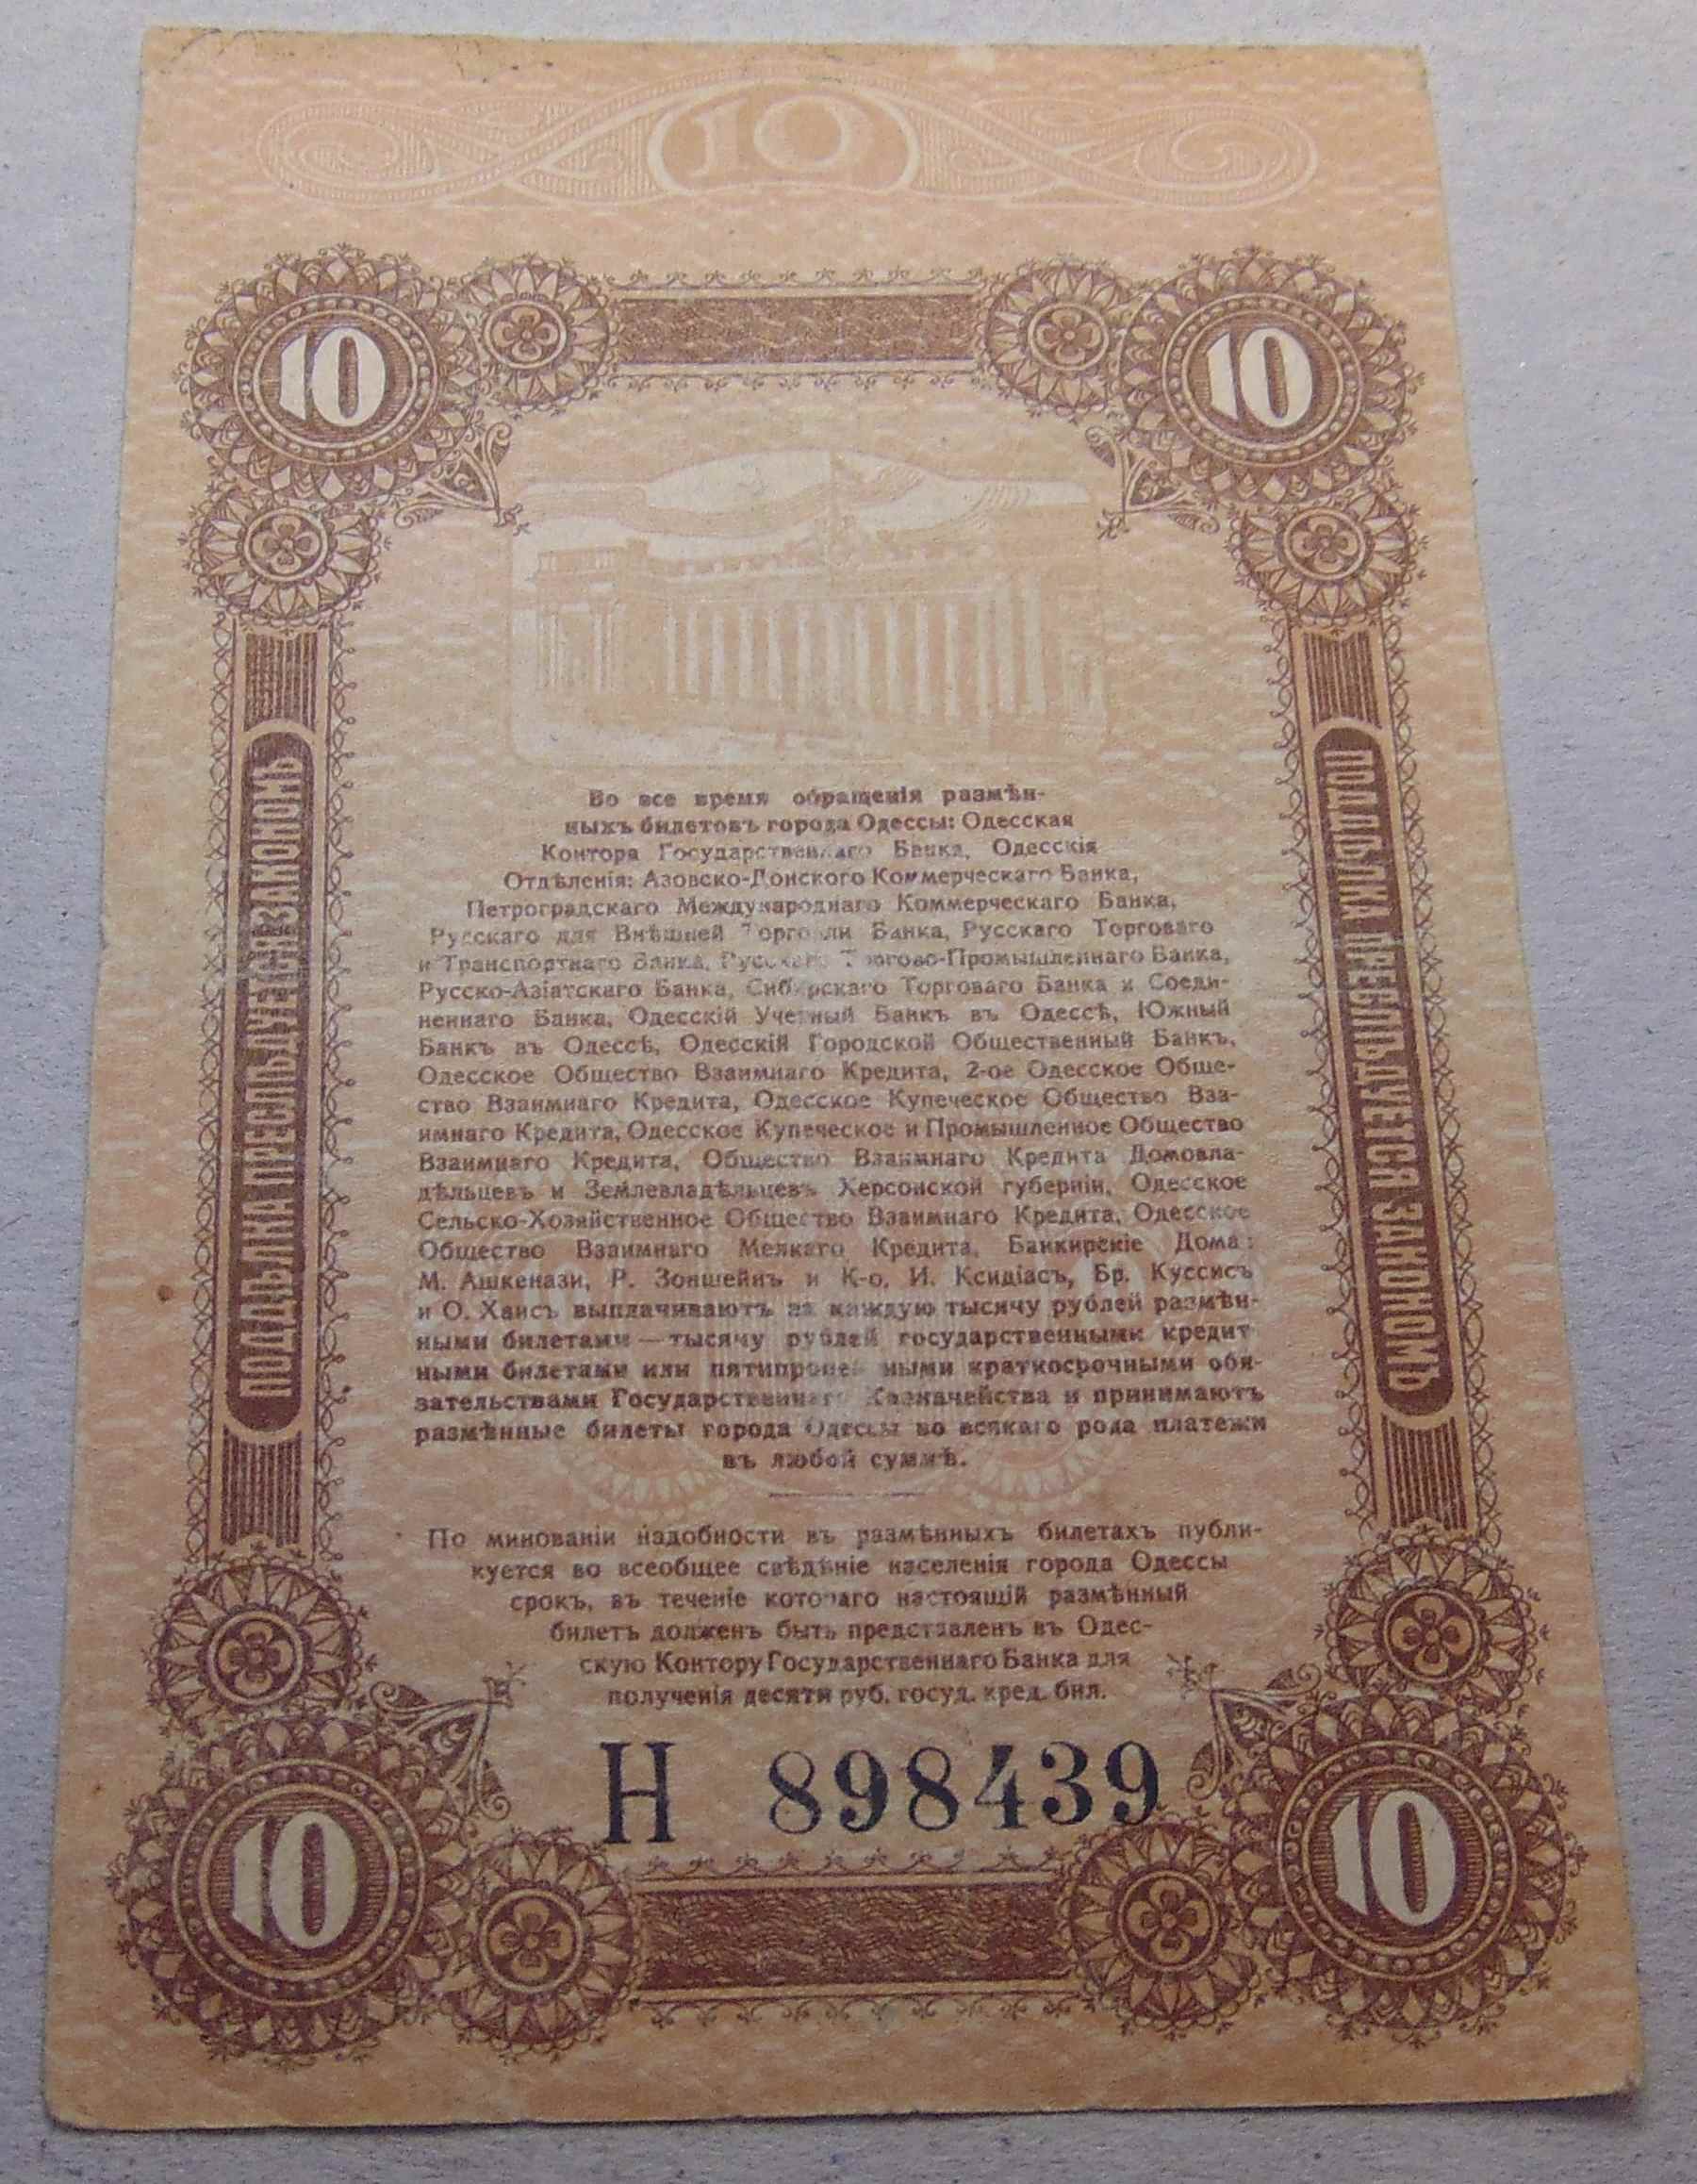 10
10
10
ПОДДѢЛКА ПРЕСЛѢДУЕТСЯ ЗАКОНОМЪ
ПОДДѢЛКА ПРЕСЛѢДУЕТСЯ ЗАКОНОМЪ
Во все время обращенія размѣн-
ныхъ билетовъ города Одессы: Одесская
Контора Государственнаго Банка, Одесскія
Отдѣленія: Азовско-Донского Коммерческаго Банка,
Петроградскаго Международнаго Коммерческаго Банка,
Русскаго для Внѣшней Торговли Банка, Русскаго Торговаго
и Транспортнаго Банка, Русскаго Торгово-Промышленнаго Банка,
Русско-Азіатскаго Банка, Сибирскаго Торговаго Банка и Соеди-
неннаго Банка, Одесскій Учетный Банкъ въ Одессѣ, Южный
Банкъ въ Одессѣ, Одесскій Городской Общественный Банкъ,
Одесское Общество Взаимнаго Кредита, 2-ое Одесское Обще-
ство Взаимнаго Кредита, Одесское Купеческое Общество Вза-
имнаго Кредита, Одесское Купеческое и Промышленное Общество
Взаимнаго Кредита, Общество Взаимнаго Кредита Домовла-
дѣльцевъ и Землевладѣльцевъ Херсонской губерніи, Одесское
Сельско-Хозяйственное Общество Взаимнаго Кредита, Одесское
Общество Взаимнаго Мелкаго Кредита, Банкирскіе Дома:
М. Ашкенази, Р. Зонштейнъ и К-о, И. Ксидіасъ, Бр. Куссисъ
и О. Хаисъ выплачиваютъ за каждую тысячу рублей размѣн-
ными билетами — тысячу рублей государственными кредит
ными билетами или пятипроцентными краткосрочными обя-
зательствами Государственнаго Казначейства и принимаютъ
размѣнные билеты города Одессы во всякаго рода платежи
въ любой суммѣ.
По минованіи надобности въ размѣнныхъ билетахъ публи-
куется во всеобщее свѣдѣніе населенія города Одессы
срокъ, въ теченіе котораго настоящій размѣнный
билетъ долженъ быть представленъ въ Одес-
скую Контору Государственнаго Банка для
полученія десяти руб. госуд. кред. бил.
Н 898439
10
10